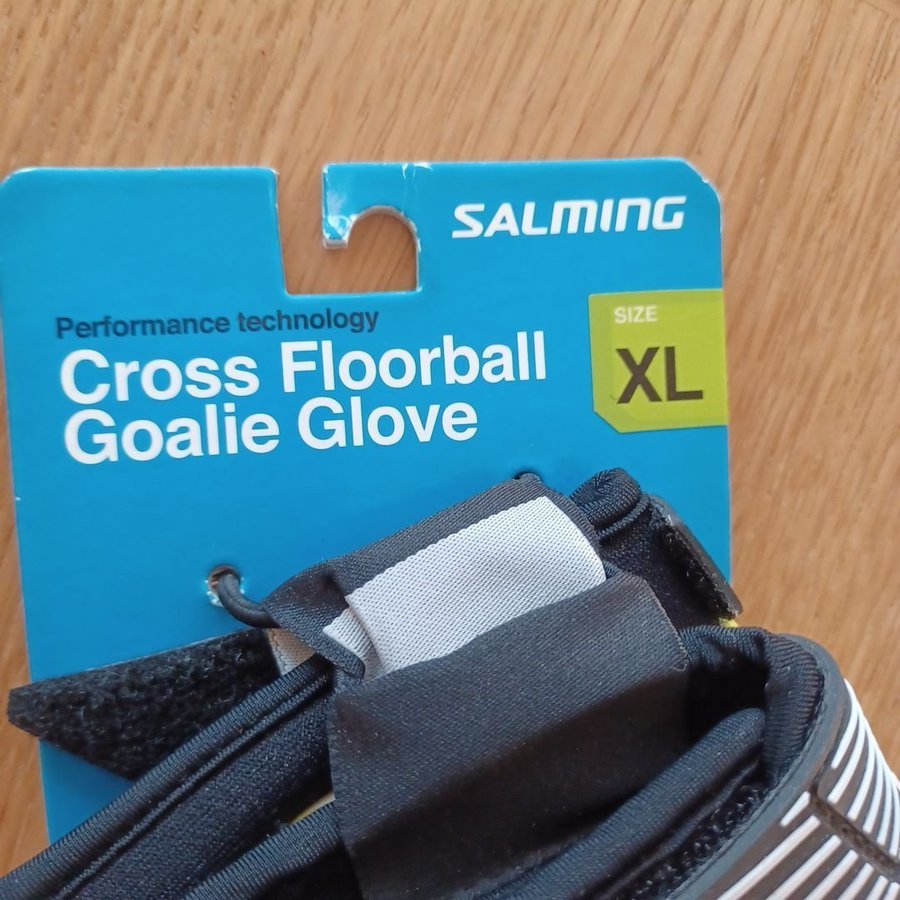 SALMING
Performance technology
Cross Floorball
Goalie Glove
SIZE
XL